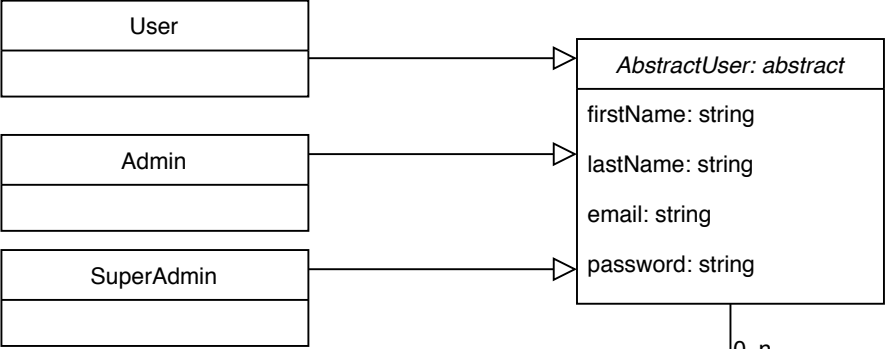 User
Admin
SuperAdmin
AbstractUser: abstract
firstName: string
lastName: string
email: string
password: string